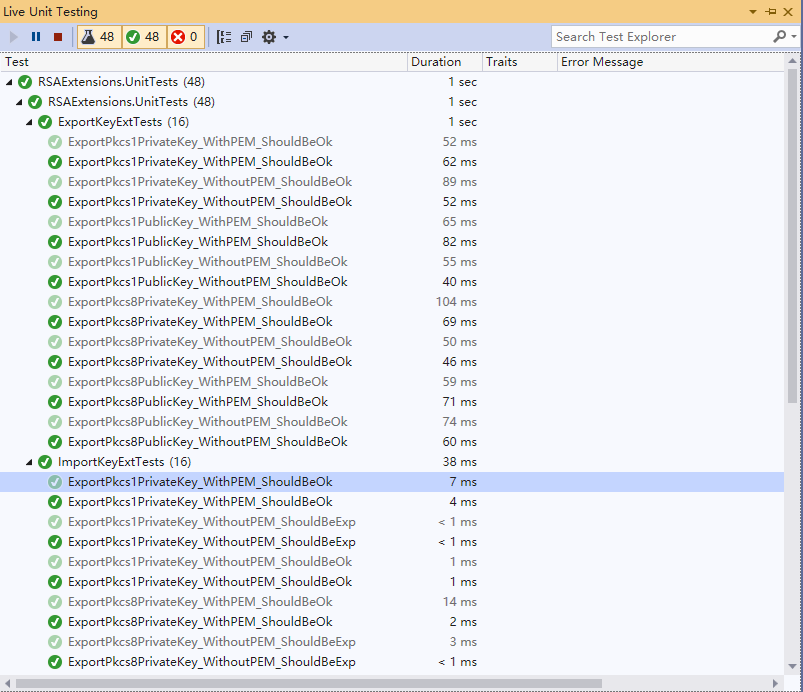 Live Unit Testing
48 48 0 Search Test Explorer
Test Duration Traits Error Message
RSAExtensions.UnitTests (48) 1 sec
RSAExtensions.UnitTests (48) 1 sec
ExportKeyExtTests (16) 1 sec
ExportPkcs1PrivateKey_WithPEM_ShouldBeOk 52 ms
ExportPkcs1PrivateKey_WithPEM_ShouldBeOk 62 ms
ExportPkcs1PrivateKey_WithoutPEM_ShouldBeOk 89 ms
ExportPkcs1PrivateKey_WithoutPEM_ShouldBeOk 52 ms
ExportPkcs1PublicKey_WithPEM_ShouldBeOk 65 ms
ExportPkcs1PublicKey_WithPEM_ShouldBeOk 82 ms
ExportPkcs1PublicKey_WithoutPEM_ShouldBeOk 55 ms
ExportPkcs1PublicKey_WithoutPEM_ShouldBeOk 40 ms
ExportPkcs8PrivateKey_WithPEM_ShouldBeOk 104 ms
ExportPkcs8PrivateKey_WithPEM_ShouldBeOk 69 ms
ExportPkcs8PrivateKey_WithoutPEM_ShouldBeOk 50 ms
ExportPkcs8PrivateKey_WithoutPEM_ShouldBeOk 46 ms
ExportPkcs8PublicKey_WithPEM_ShouldBeOk 59 ms
ExportPkcs8PublicKey_WithPEM_ShouldBeOk 71 ms
ExportPkcs8PublicKey_WithoutPEM_ShouldBeOk 74 ms
ExportPkcs8PublicKey_WithoutPEM_ShouldBeOk 60 ms
ImportKeyExtTests (16) 38 ms
ExportPkcs1PrivateKey_WithPEM_ShouldBeOk 7 ms
ExportPkcs1PrivateKey_WithPEM_ShouldBeOk 4 ms
ExportPkcs1PrivateKey_WithoutPEM_ShouldBeExp < 1 ms
ExportPkcs1PrivateKey_WithoutPEM_ShouldBeExp < 1 ms
ExportPkcs1PrivateKey_WithoutPEM_ShouldBeOk 1 ms
ExportPkcs1PrivateKey_WithoutPEM_ShouldBeOk 1 ms
ExportPkcs8PrivateKey_WithPEM_ShouldBeOk 14 ms
ExportPkcs8PrivateKey_WithPEM_ShouldBeOk 2 ms
ExportPkcs8PrivateKey_WithoutPEM_ShouldBeExp 3 ms
ExportPkcs8PrivateKey_WithoutPEM_ShouldBeExp < 1 ms